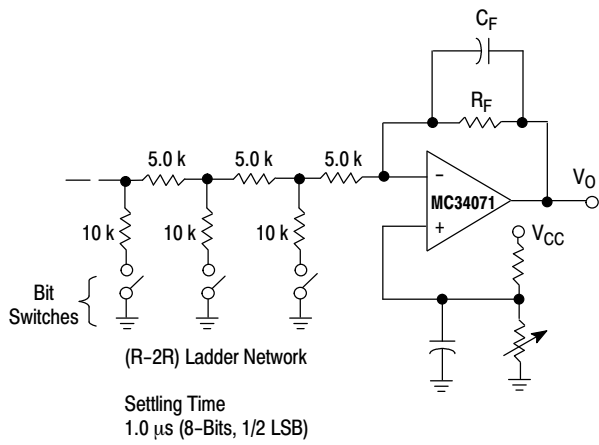 C_F
R_F
5.0 k
5.0 k
5.0 k
−
MC34071
+
V_O
V_CC
10 k
10 k
10 k
Bit
Switches
(R-2R) Ladder Network
Settling Time
1.0 μs (8-Bits, 1/2 LSB)